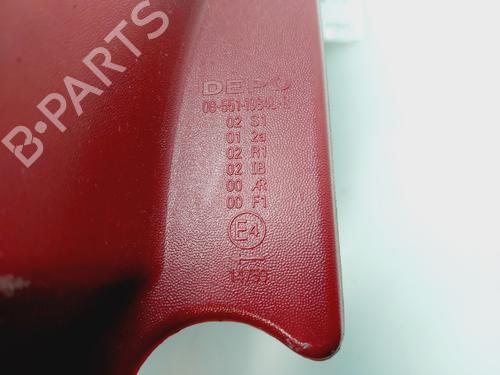 B-PARTS
DEPO
02 S1
01 2a
02 R1
02 IB
00 AR
00 F1
E4